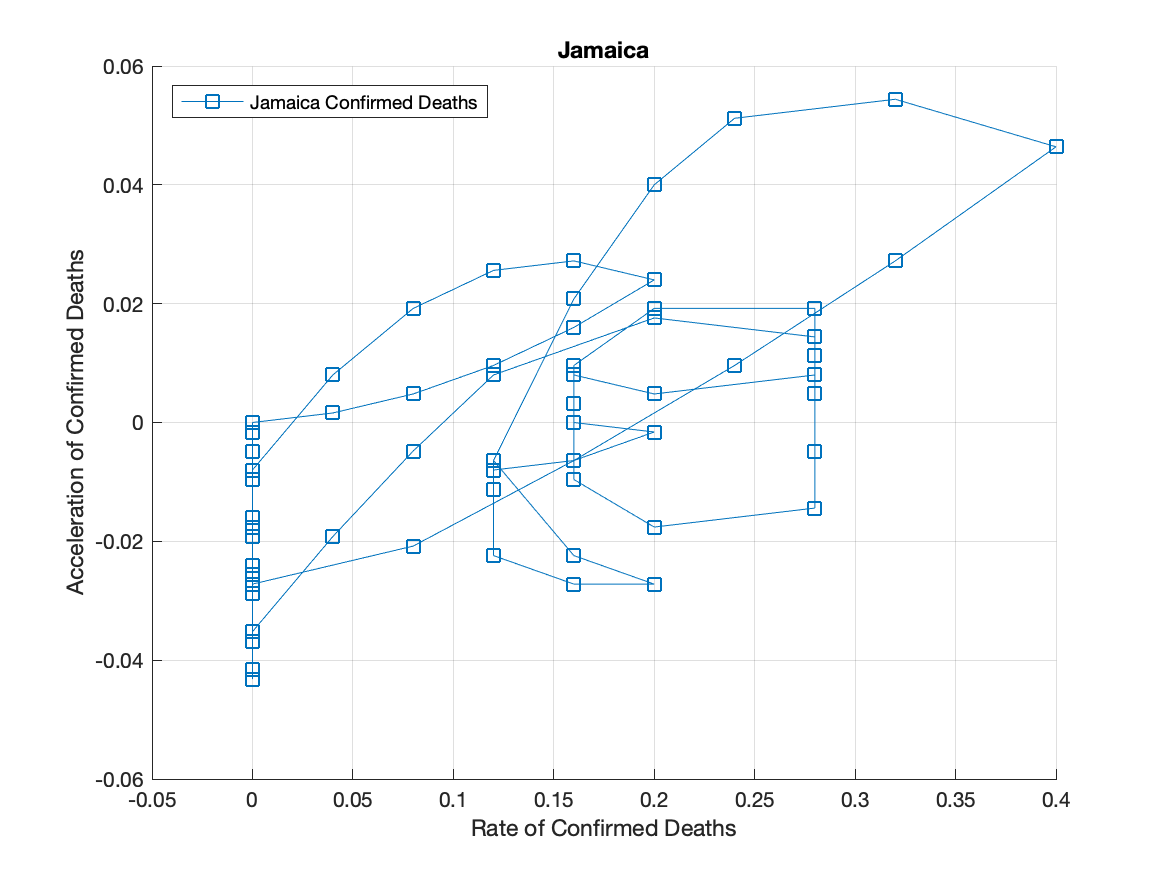 Jamaica
Jamaica Confirmed Deaths
Acceleration of Confirmed Deaths
0.06
0.04
0.02
0
-0.02
-0.04
-0.06
-0.05 0 0.05 0.1 0.15 0.2 0.25 0.3 0.35 0.4
Rate of Confirmed Deaths